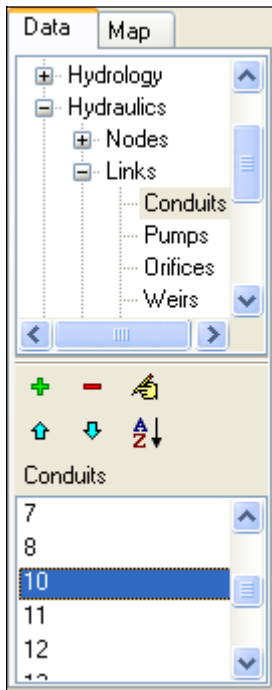 Data Map
Hydrology
Hydraulics
Nodes
Links
Conduits
Pumps
Orifices
Weirs
A
Z
Conduits
7
8
10
11
12